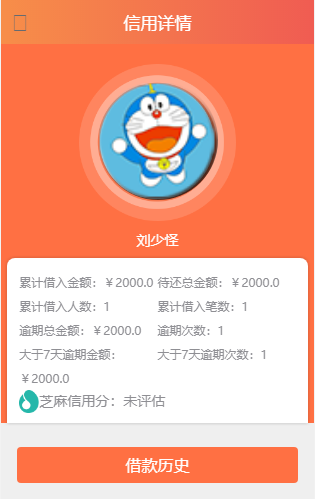 信用详情
刘少怪
累计借入金额：￥2000.0 待还总金额：￥2000.0
累计借入人数：1 累计借入笔数：1
逾期总金额：￥2000.0 逾期次数：1
大于7天逾期金额： 大于7天逾期次数：1
￥2000.0
芝麻信用分：未评估
借款历史